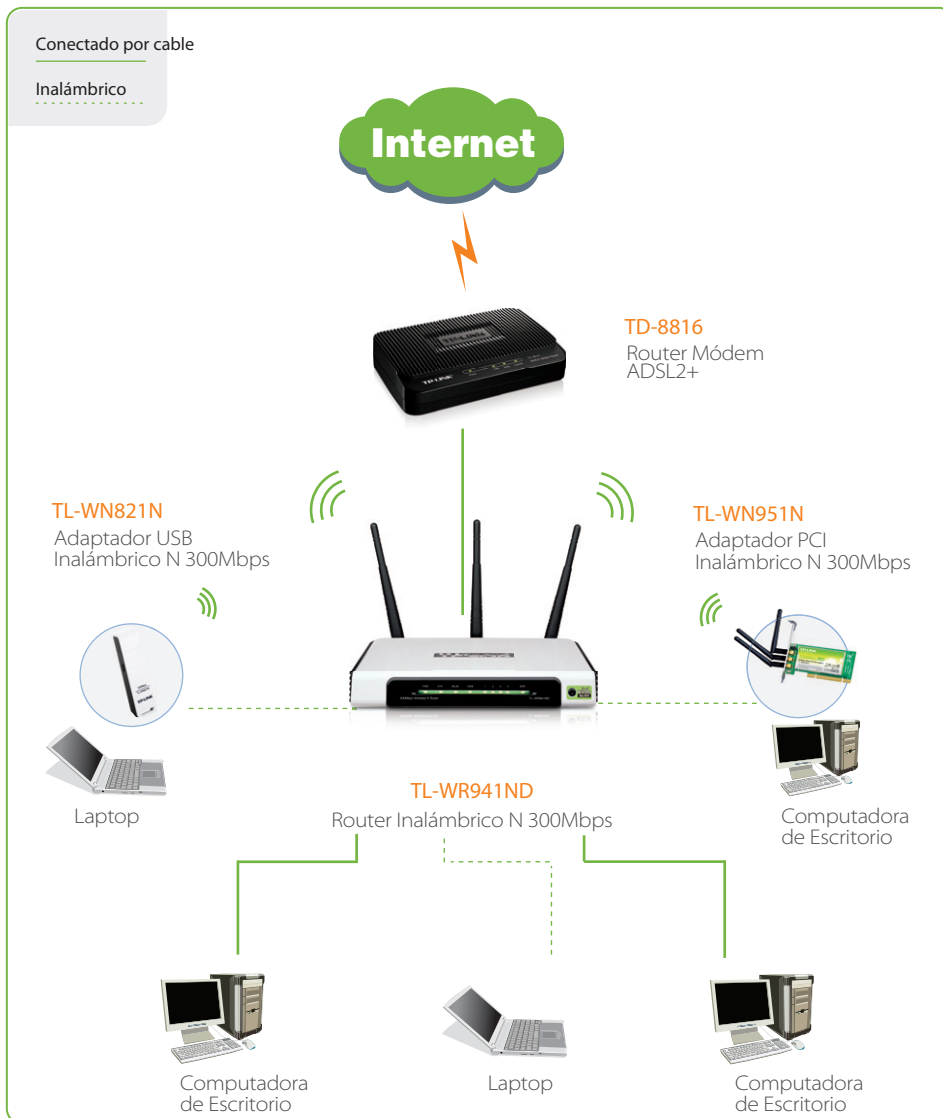 Conectado por cable
Inalámbrico
Internet
TD-8816
Router Módem
ADSL2+
TP-LINK
TL-WN821N
Adaptador USB
Inalámbrico N 300Mbps
TL-WN951N
Adaptador PCI
Inalámbrico N 300Mbps
Laptop
TL-WR941ND
Router Inalámbrico N 300Mbps
Computadora
de Escritorio
Computadora
de Escritorio
Laptop
Computadora
de Escritorio